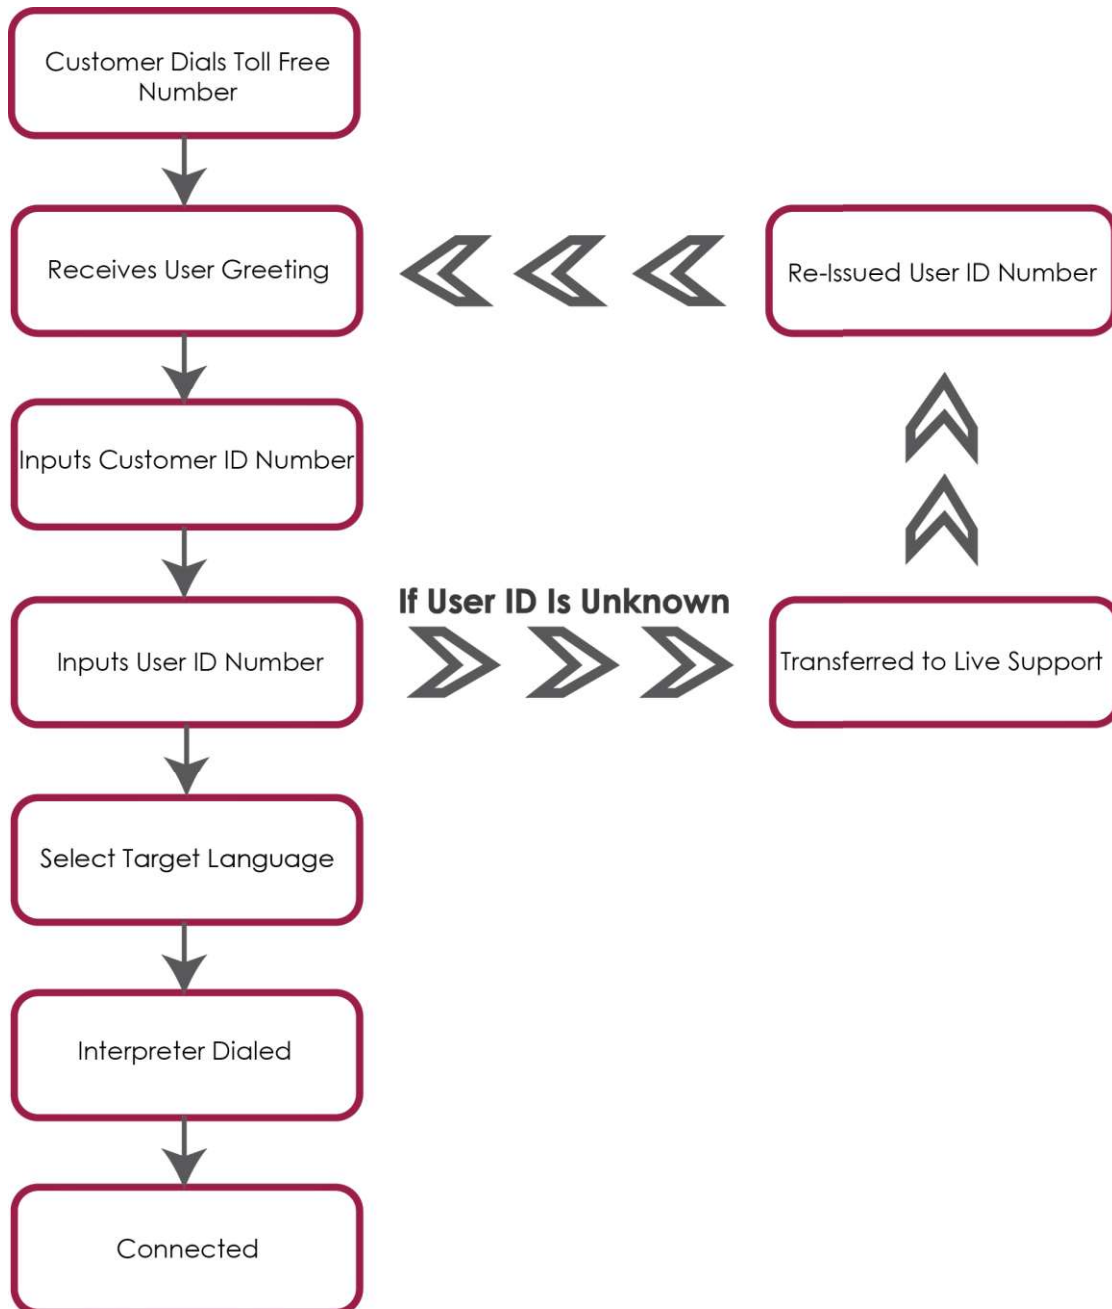 Customer Dials Toll Free
Number
Receives User Greeting
Re-Issued User ID Number
Inputs Customer ID Number
If User ID Is Unknown
Inputs User ID Number
Transferred to Live Support
Select Target Language
Interpreter Dialed
Connected